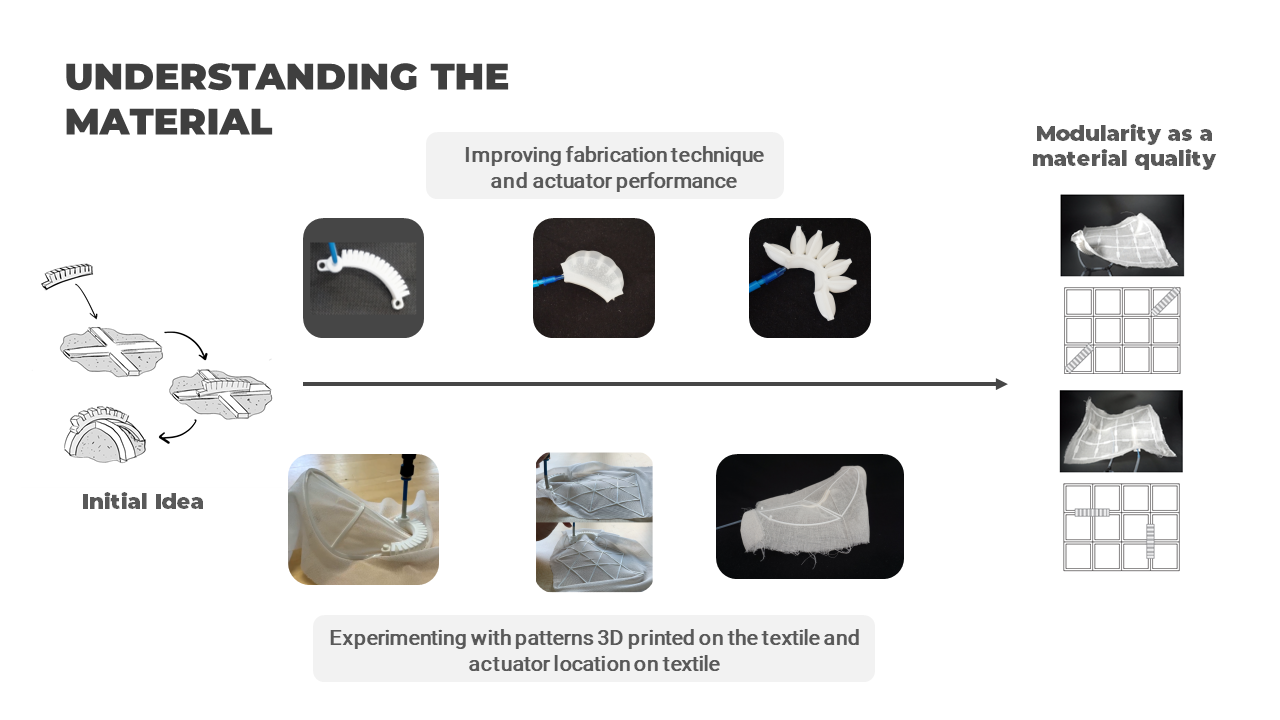 UNDERSTANDING THE
MATERIAL
Improving fabrication technique
and actuator performance
Modularity as a
material quality
Initial Idea
Experimenting with patterns 3D printed on the textile and
actuator location on textile